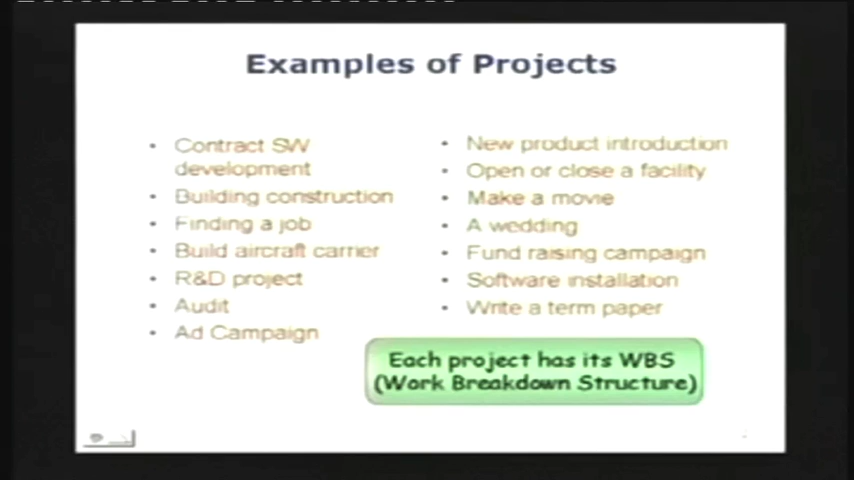 Examples of Projects
• Contract SW
development
• Building construction
• Finding a job
• Build aircraft carrier
• R&D project
• Audit
• Ad Campaign
• New product introduction
• Open or close a facility
• Make a movie
• A wedding
• Fund raising campaign
• Software installation
• Write a term paper
Each project has its WBS
(Work Breakdown Structure)